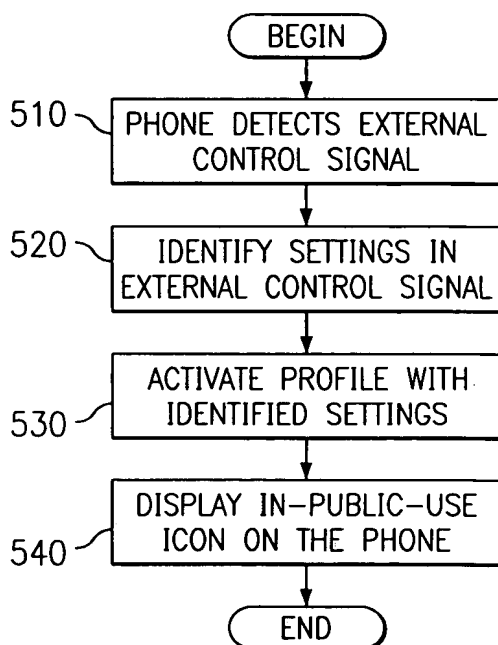 BEGIN
510
PHONE DETECTS EXTERNAL
CONTROL SIGNAL
520
IDENTIFY SETTINGS IN
EXTERNAL CONTROL SIGNAL
530
ACTIVATE PROFILE WITH
IDENTIFIED SETTINGS
540
DISPLAY IN-PUBLIC-USE
ICON ON THE PHONE
END